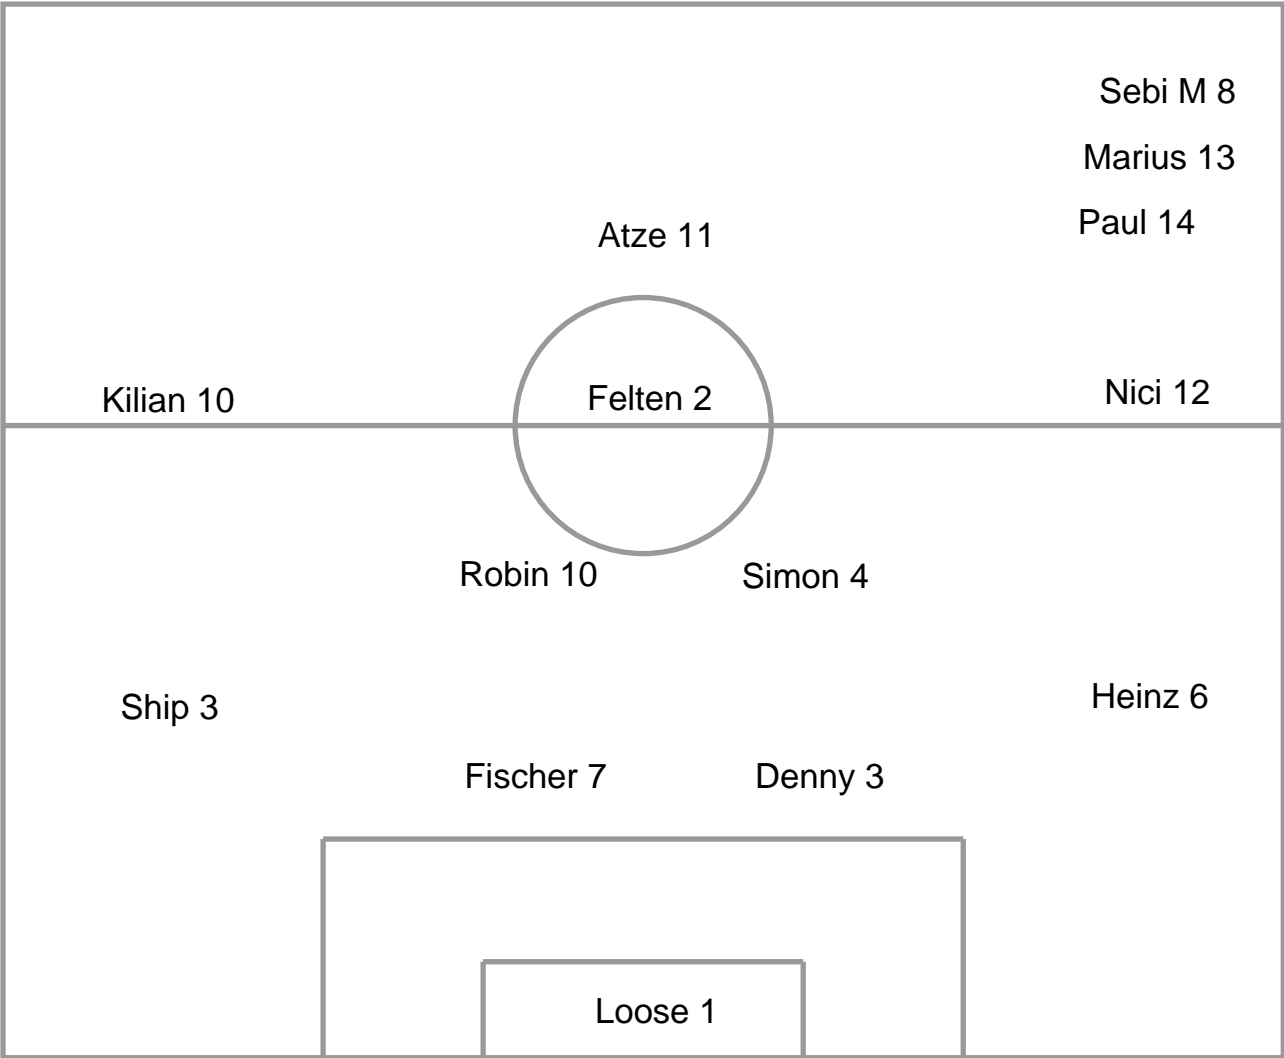 Sebi M 8
Marius 13
Paul 14
Atze 11
Kilian 10
Felten 2
Nici 12
Robin 10
Simon 4
Ship 3
Heinz 6
Fischer 7
Denny 3
Loose 1